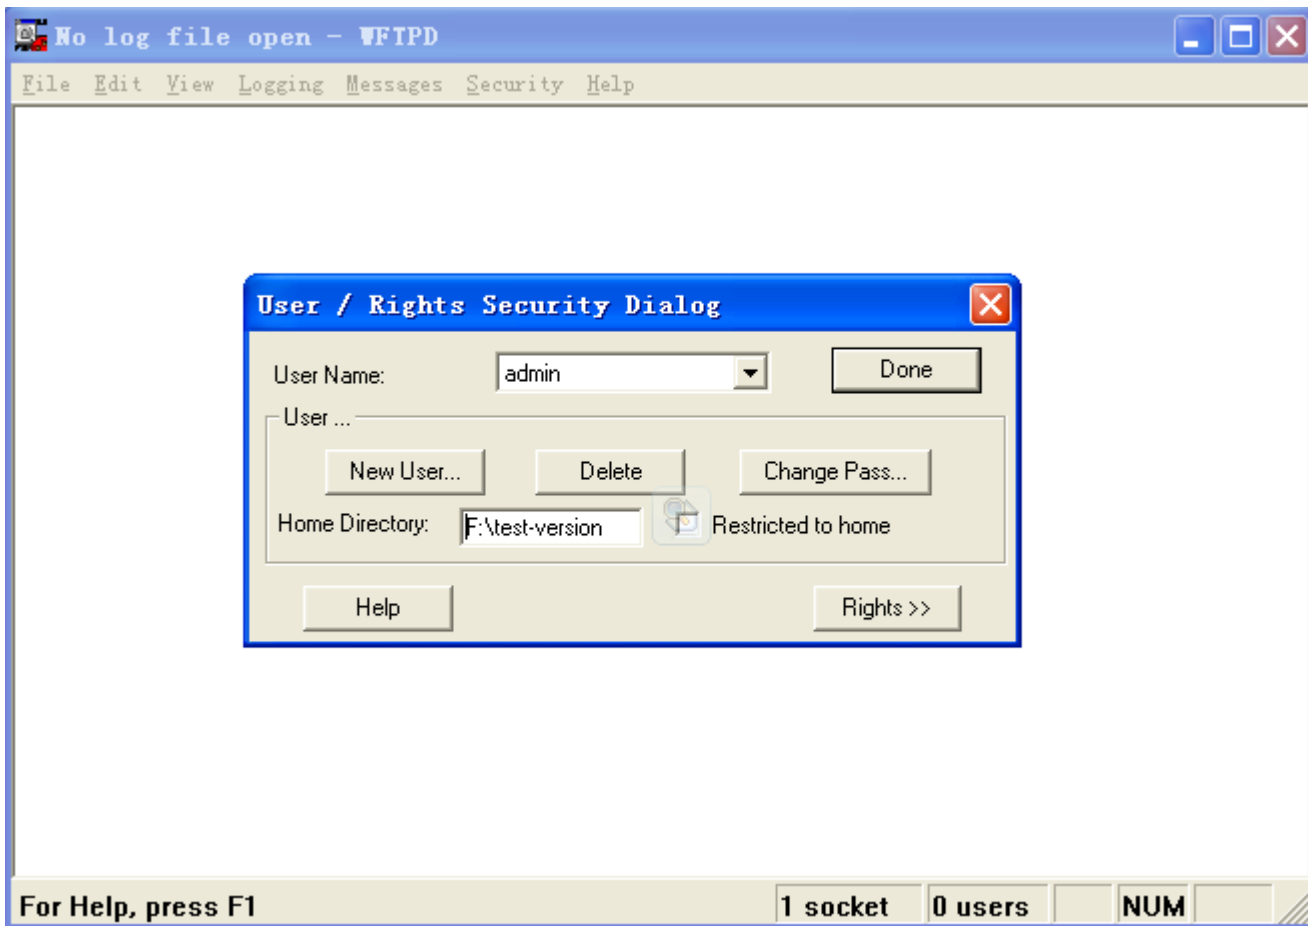 No log file open - WFTPD
File Edit View Logging Messages Security Help
User / Rights Security Dialog
User Name: admin Done
User ...
New User... Delete Change Pass...
Home Directory: F:\test-version Restricted to home
Help Rights >>
For Help, press F1 1 socket 0 users NUM